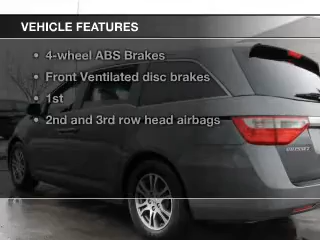 VEHICLE FEATURES
• 4-wheel ABS Brakes
• Front Ventilated disc brakes
• 1st
• 2nd and 3rd row head airbags